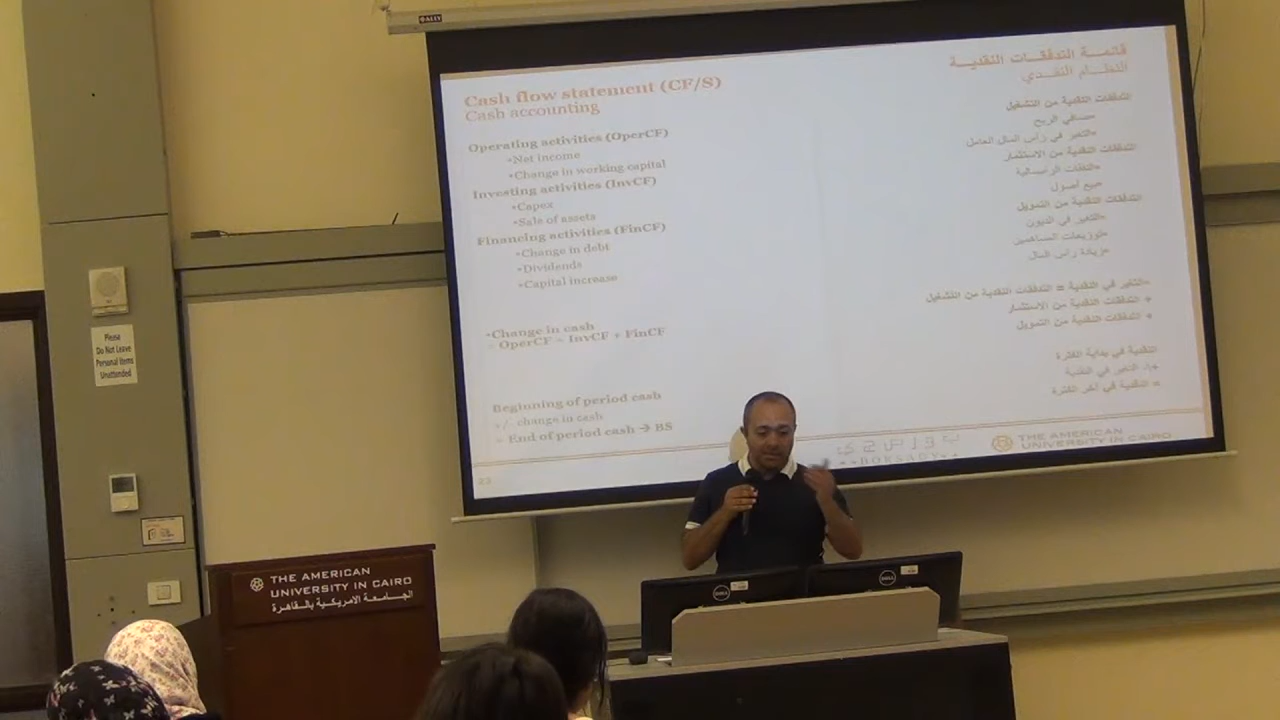 DALLY
Cash flow statement (CF/S)
Cash accounting
Operating activities (OperCF)
•Net income
•Change in working capital
Investing activities (InvCF)
•Capex
•Sale of assets
Financing activities (FinCF)
•Change in debt
•Dividends
•Capital increase
•Change in cash
= OperCF – InvCF + FinCF
Beginning of period cash
+/- change in cash
= End of period cash → BS
23
قائمة التدفقات النقدية
النظام النقدي
التدفقات النقدية من التشغيل
•صافي الربح
•التغير في رأس المال العامل
التدفقات النقدية من الاستثمار
•النفقات الرأسمالية
•بيع أصول
التدفقات النقدية من التمويل
•التغير في الديون
•توزيعات المساهمين
•زيادة رأس المال
•التغير في النقدية = التدفقات النقدية من التشغيل
+ التدفقات النقدية من الاستثمار
+ التدفقات النقدية من التمويل
النقدية في بداية الفترة
+/- التغير في النقدية
= النقدية في آخر الفترة
بورصجى
BORSAGY
THE AMERICAN
UNIVERSITY IN CAIRO
Please
Do Not Leave
Personal Items
Unattended
THE AMERICAN
UNIVERSITY IN CAIRO
الجامعة الأمريكية بالقاهرة
DELL
DELL